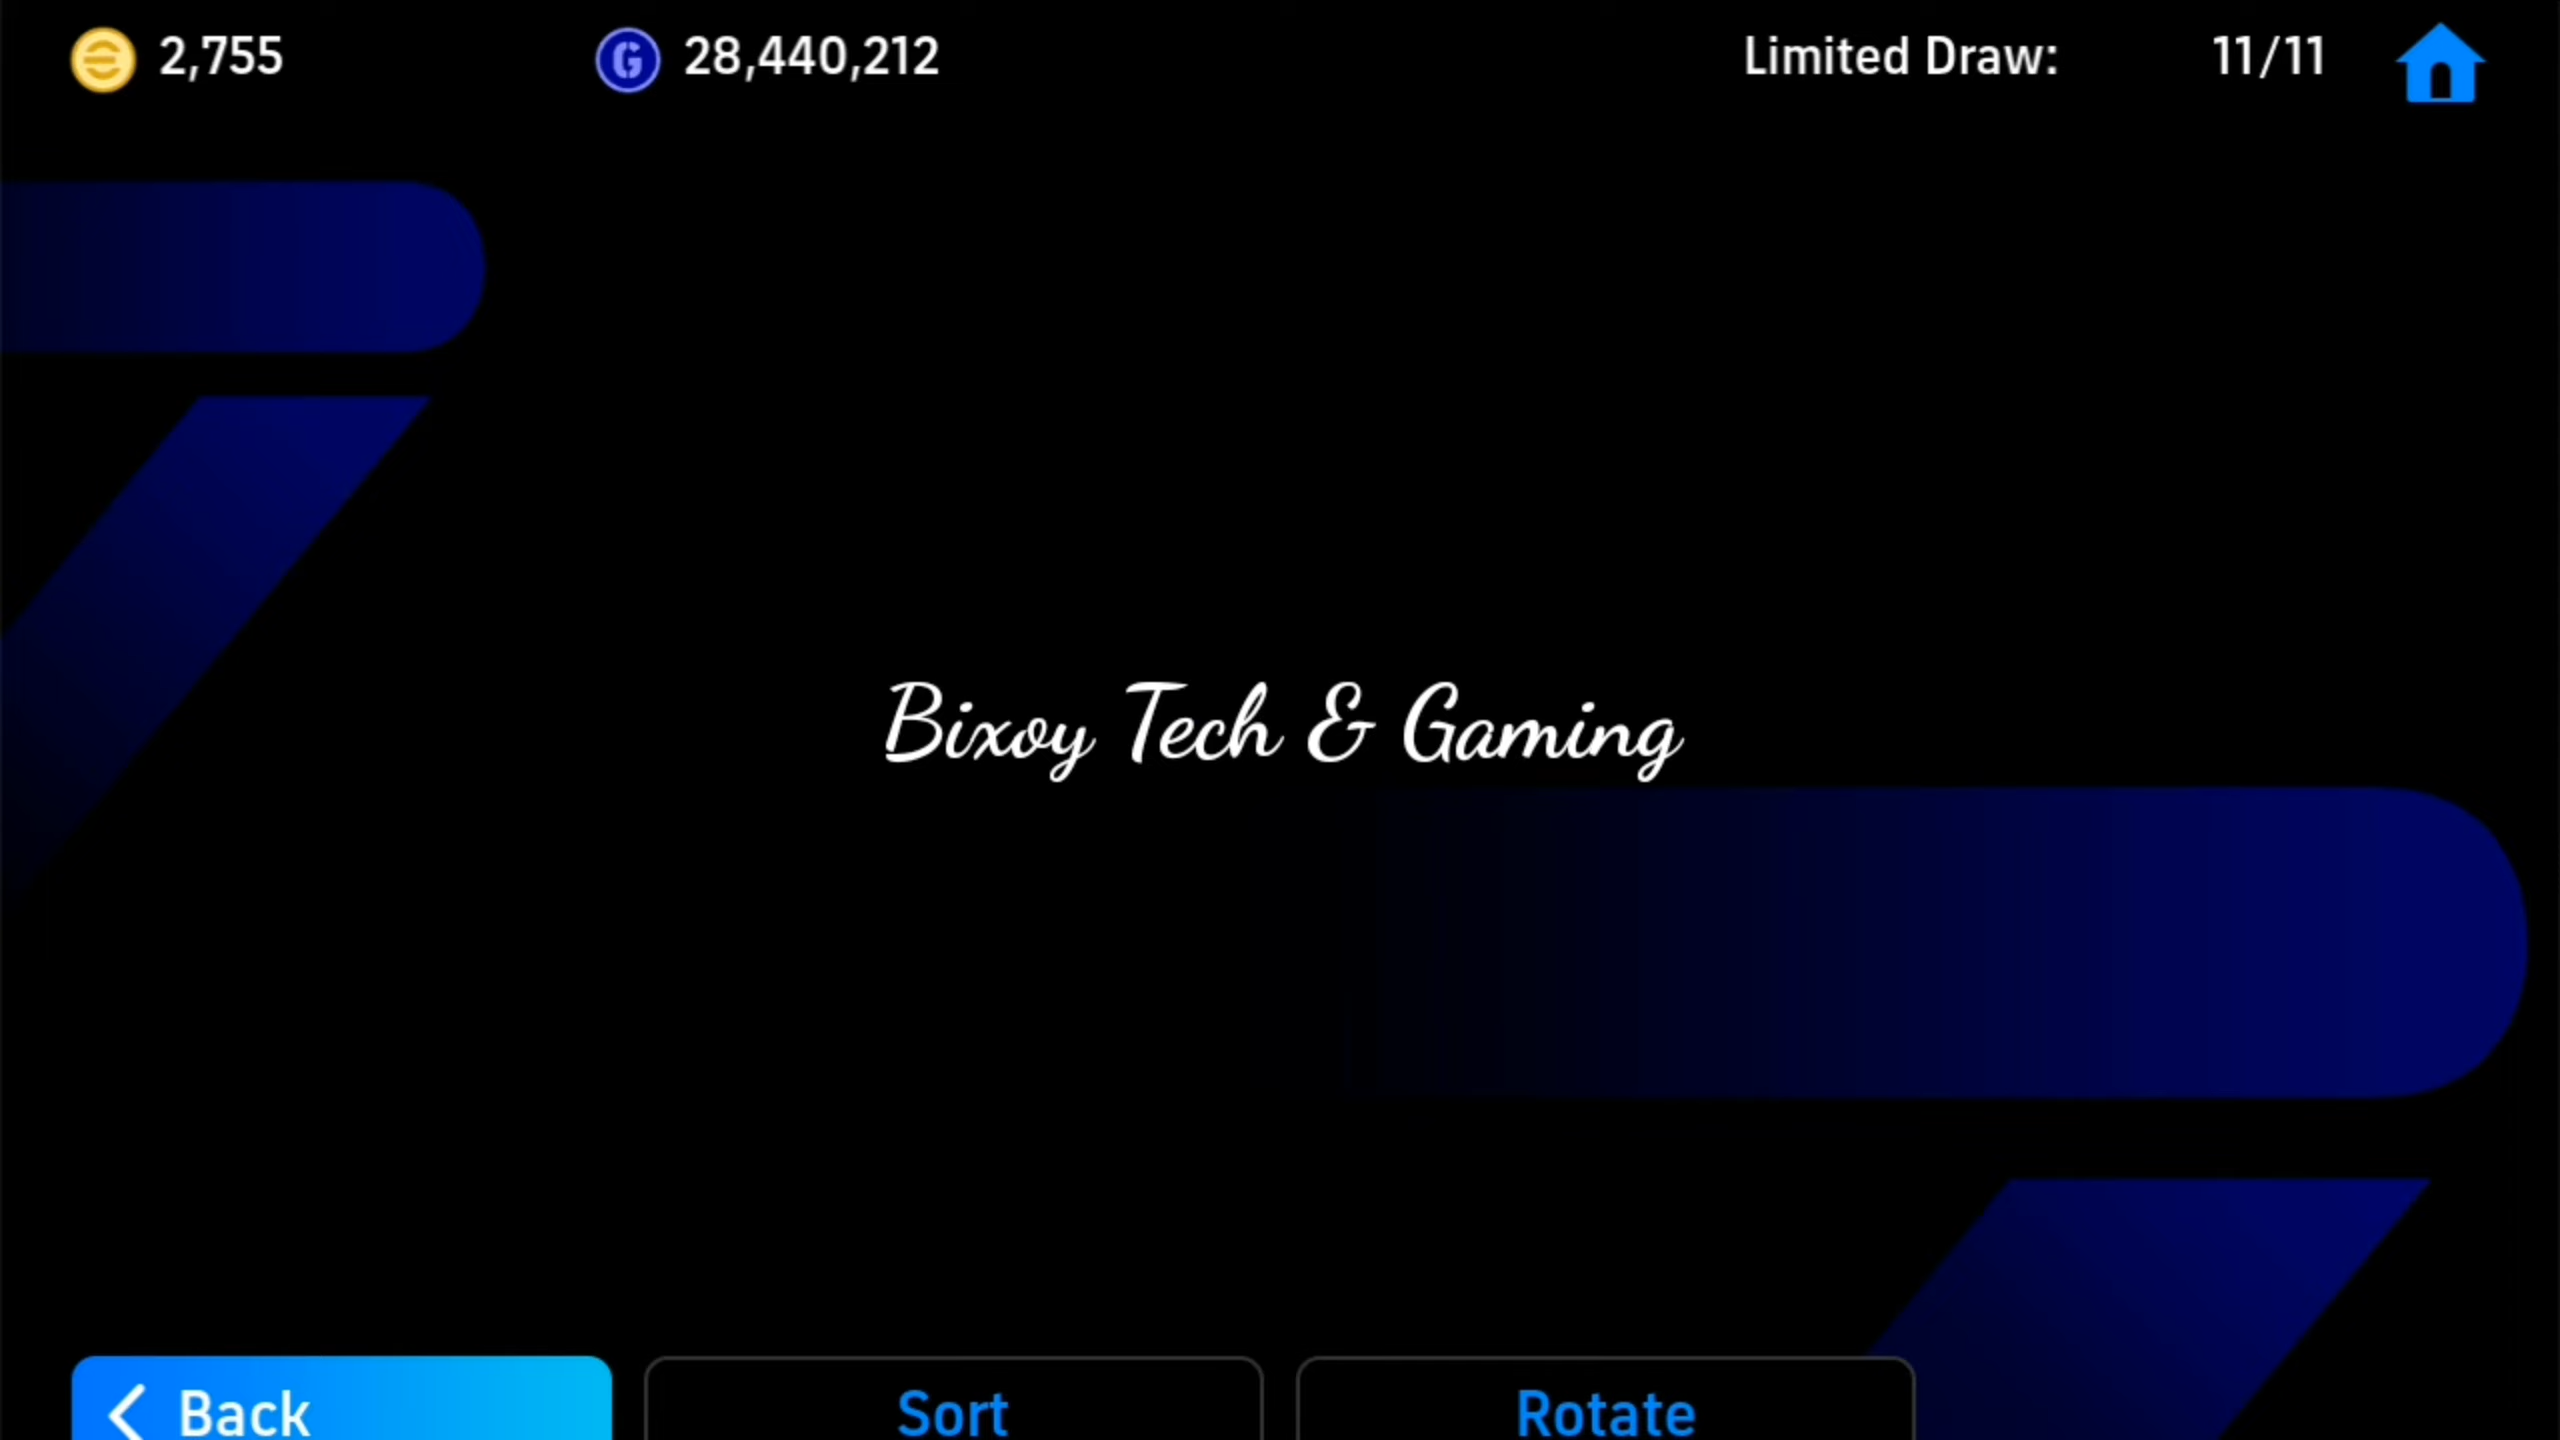 2,755 G 28,440,212 Limited Draw: 11/11
Bixoy Tech & Gaming
Back Sort Rotate